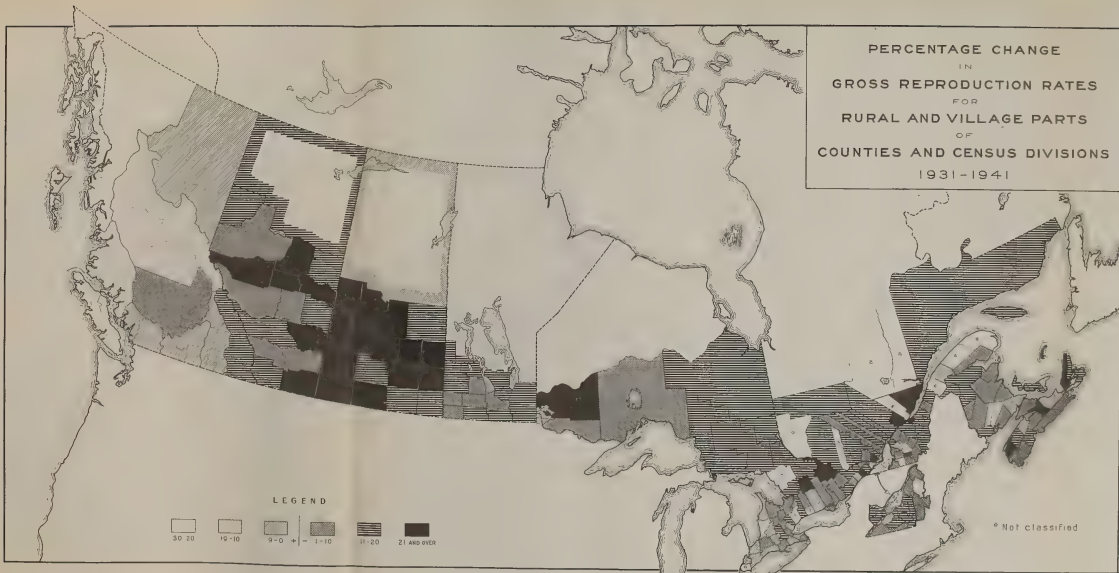 PERCENTAGE CHANGE
IN
GROSS REPRODUCTION RATES
FOR
RURAL AND VILLAGE PARTS
OF
COUNTIES AND CENSUS DIVISIONS
1931-1941
LEGEND
30-20 19-10 9-0 + - 1-10 11-20 21 AND OVER
° Not classified